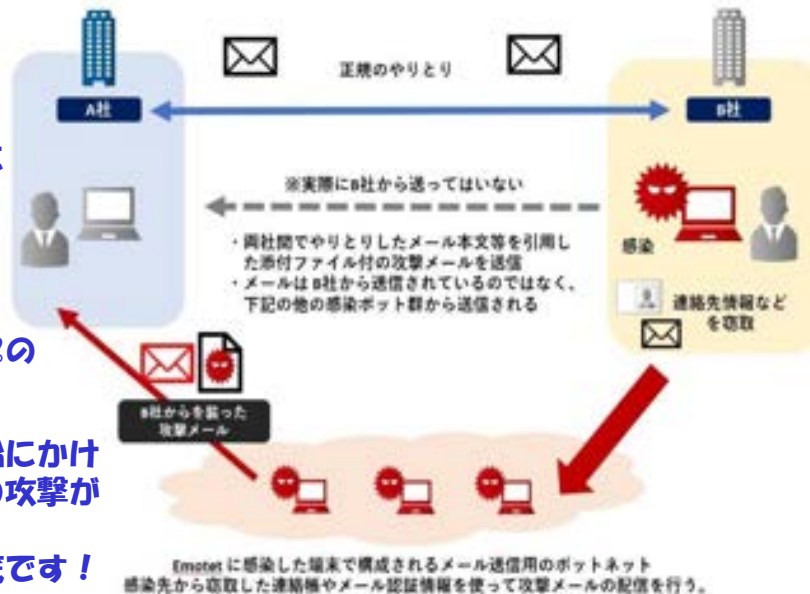 正規のやりとり
A社
B社
※実際にB社から送ってはいない
・両社間でやりとりしたメール本文等を引用し
た添付ファイル付の攻撃メールを送信
・メールはB社から送信されているのではなく、
下記の他の感染ボット群から送信される
感染
連絡先情報など
を窃取
の
B社からを装った
攻撃メール
にかけ
の攻撃が
です！
Emotet に感染した端末で構成されるメール送信用のボットネット
感染先から窃取した連絡帳やメール認証情報を使って攻撃メールの配信を行う。